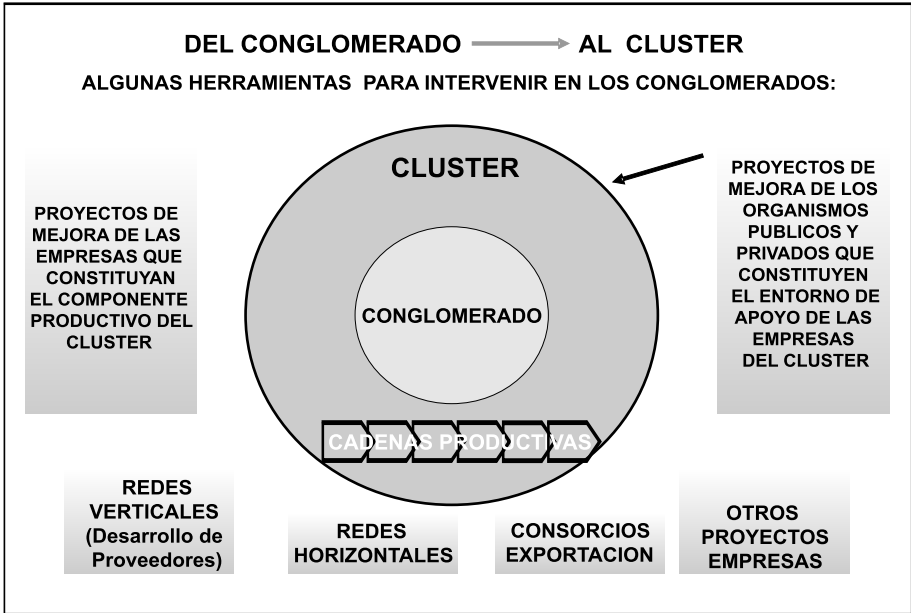 DEL CONGLOMERADO AL CLUSTER
ALGUNAS HERRAMIENTAS PARA INTERVENIR EN LOS CONGLOMERADOS:
CLUSTER
CONGLOMERADO
CADENAS PRODUCTIVAS
PROYECTOS DE
MEJORA DE LAS
EMPRESAS QUE
CONSTITUYAN
EL COMPONENTE
PRODUCTIVO DEL
CLUSTER
PROYECTOS DE
MEJORA DE LOS
ORGANISMOS
PUBLICOS Y
PRIVADOS QUE
CONSTITUYEN
EL ENTORNO DE
APOYO DE LAS
EMPRESAS
DEL CLUSTER
REDES
VERTICALES
(Desarrollo de
Proveedores)
REDES
HORIZONTALES
CONSORCIOS
EXPORTACION
OTROS
PROYECTOS
EMPRESAS